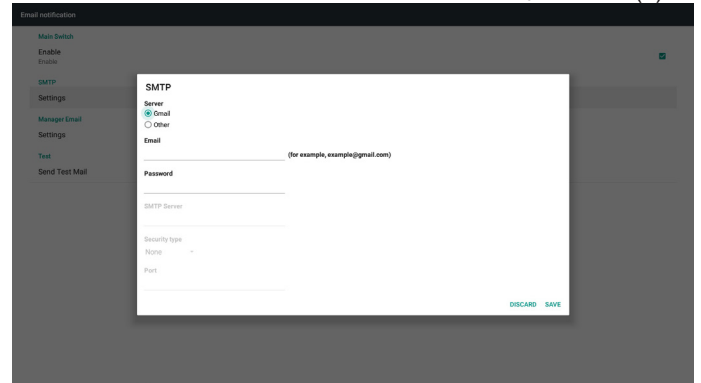 Email notification
Main Switch
Enable
Enable
SMTP
Settings
Manager Email
Settings
Test
Send Test Mail
SMTP
Server
Gmail
Other
Email
(for example, example@gmail.com)
Password
SMTP Server
Security type
None
Port
DISCARD SAVE